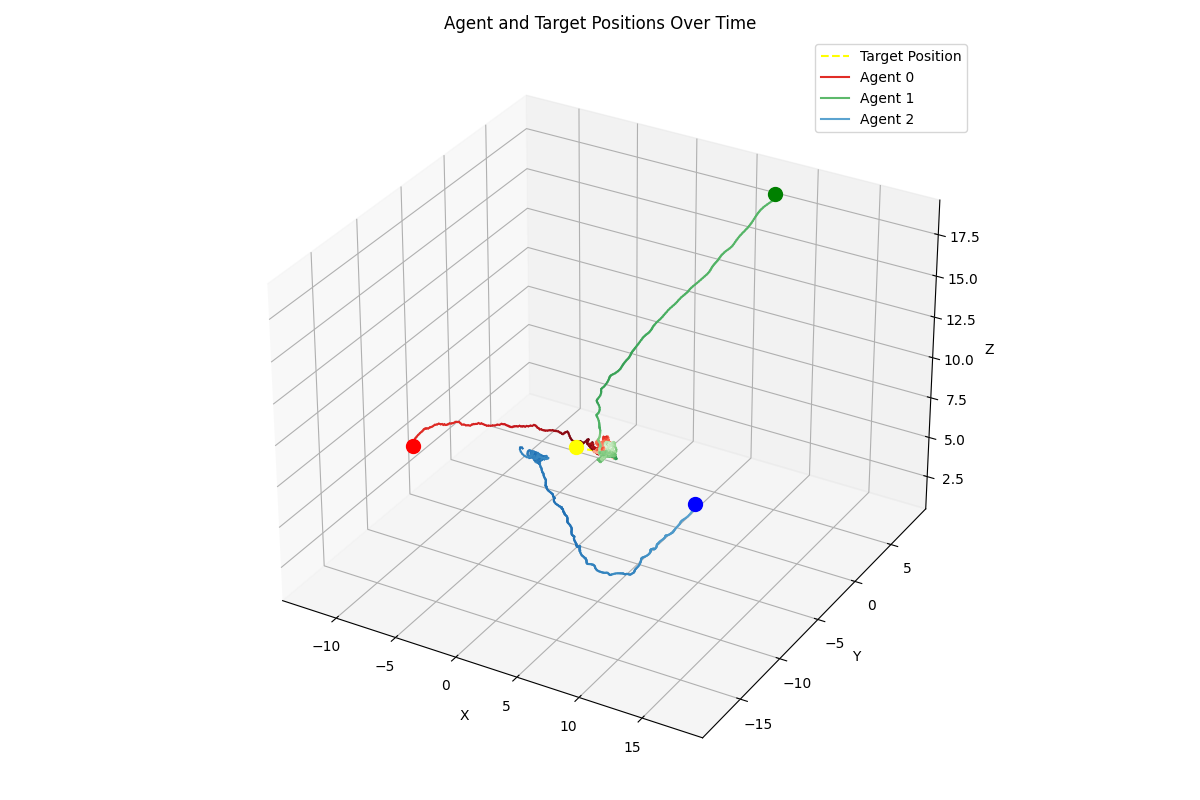 Agent and Target Positions Over Time
Target Position
Agent 0
Agent 1
Agent 2
17.5
15.0
12.5
10.0
7.5
5.0
2.5
Z
5
0
−5
−10
−15
Y
−10
−5
0
5
10
15
X